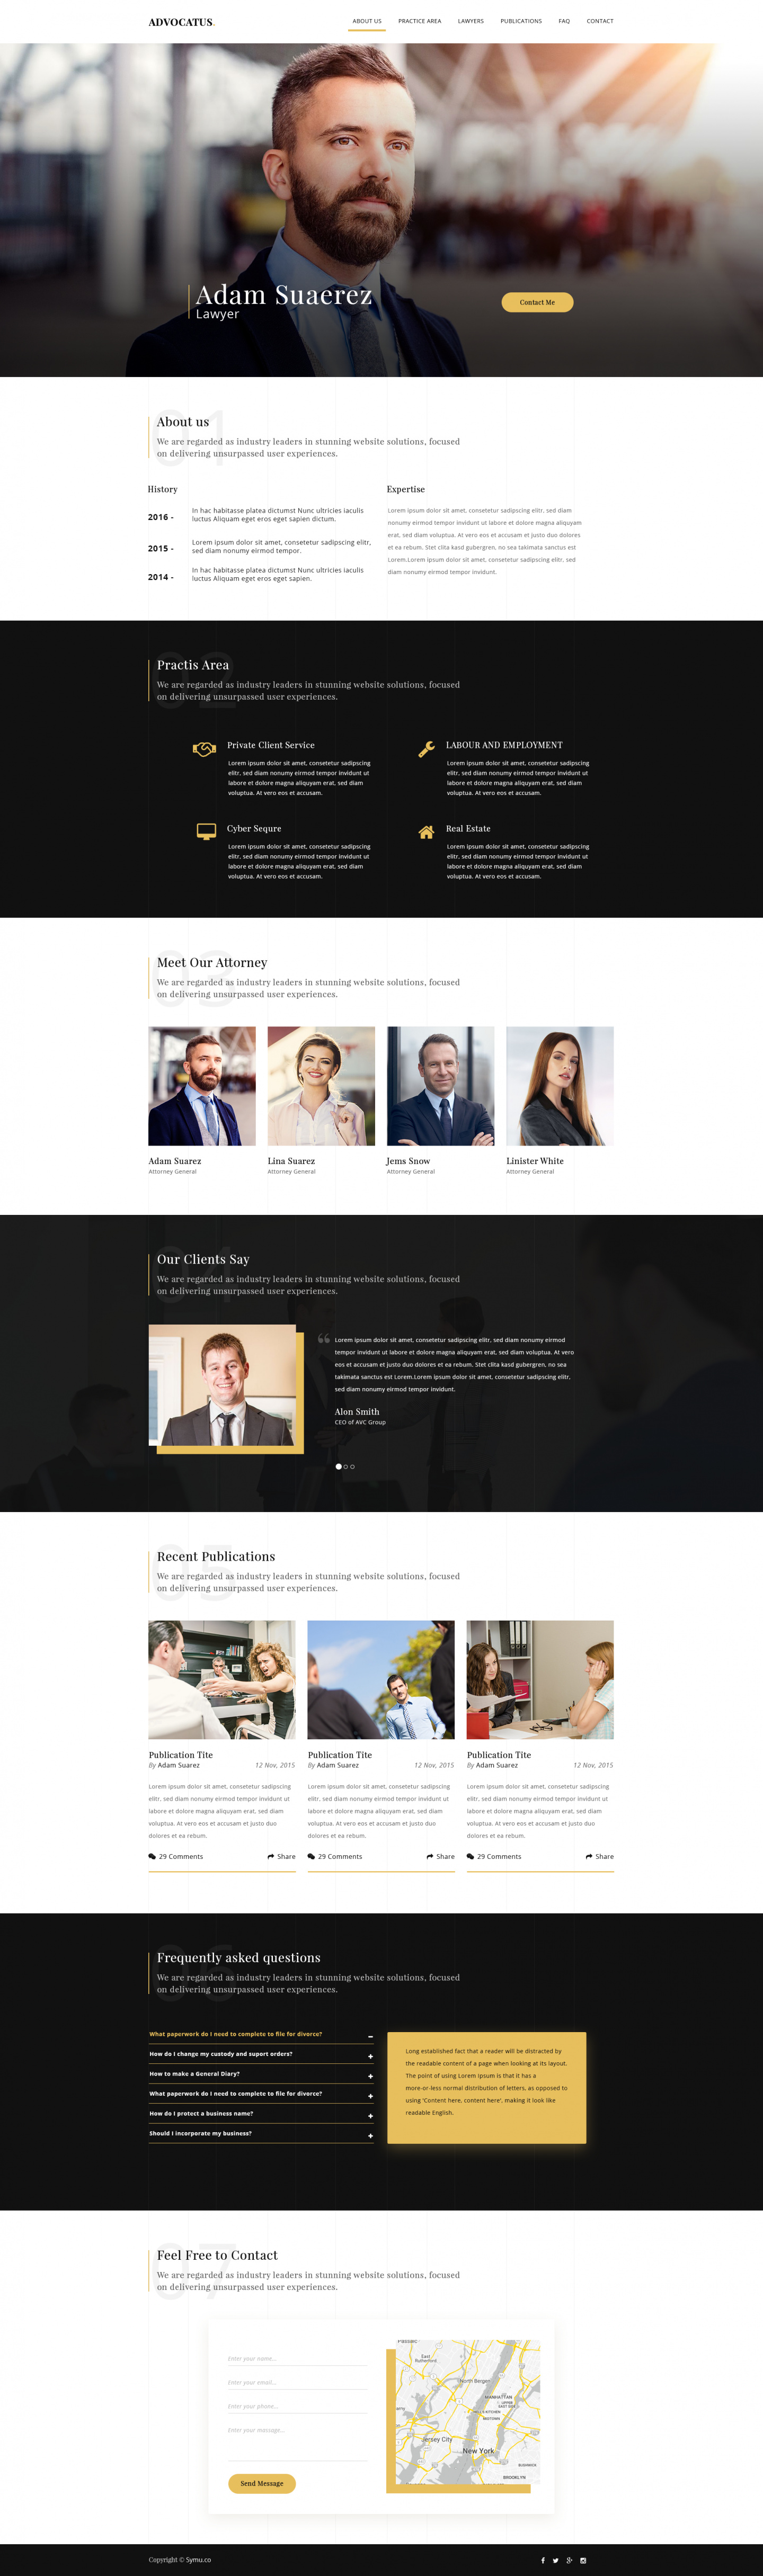 ADVOCATUS.
ABOUT US PRACTICE AREA LAWYERS PUBLICATIONS FAQ CONTACT
Adam Suaerez
Lawyer
Contact Me
01
About us
We are regarded as industry leaders in stunning website solutions, focused
on delivering unsurpassed user experiences.
History
2016 -
In hac habitasse platea dictumst Nunc ultricies iaculis
luctus Aliquam eget eros eget sapien dictum.
2015 -
Lorem ipsum dolor sit amet, consetetur sadipscing elitr,
sed diam nonumy eirmod tempor.
2014 -
In hac habitasse platea dictumst Nunc ultricies iaculis
luctus Aliquam eget eros eget sapien.
Expertise
Lorem ipsum dolor sit amet, consetetur sadipscing elitr, sed diam
nonumy eirmod tempor invidunt ut labore et dolore magna aliquyam
erat, sed diam voluptua. At vero eos et accusam et justo duo dolores
et ea rebum. Stet clita kasd gubergren, no sea takimata sanctus est
Lorem.Lorem ipsum dolor sit amet, consetetur sadipscing elitr, sed
diam nonumy eirmod tempor invidunt.
02
Practis Area
We are regarded as industry leaders in stunning website solutions, focused
on delivering unsurpassed user experiences.
Private Client Service
Lorem ipsum dolor sit amet, consetetur sadipscing
elitr, sed diam nonumy eirmod tempor invidunt ut
labore et dolore magna aliquyam erat, sed diam
voluptua. At vero eos et accusam.
LABOUR AND EMPLOYMENT
Lorem ipsum dolor sit amet, consetetur sadipscing
elitr, sed diam nonumy eirmod tempor invidunt ut
labore et dolore magna aliquyam erat, sed diam
voluptua. At vero eos et accusam.
Cyber Sequre
Lorem ipsum dolor sit amet, consetetur sadipscing
elitr, sed diam nonumy eirmod tempor invidunt ut
labore et dolore magna aliquyam erat, sed diam
voluptua. At vero eos et accusam.
Real Estate
Lorem ipsum dolor sit amet, consetetur sadipscing
elitr, sed diam nonumy eirmod tempor invidunt ut
labore et dolore magna aliquyam erat, sed diam
voluptua. At vero eos et accusam.
03
Meet Our Attorney
We are regarded as industry leaders in stunning website solutions, focused
on delivering unsurpassed user experiences.
Adam Suarez
Attorney General
Lina Suarez
Attorney General
Jems Snow
Attorney General
Linister White
Attorney General
04
Our Clients Say
We are regarded as industry leaders in stunning website solutions, focused
on delivering unsurpassed user experiences.
“
Lorem ipsum dolor sit amet, consetetur sadipscing elitr, sed diam nonumy eirmod
tempor invidunt ut labore et dolore magna aliquyam erat, sed diam voluptua. At vero
eos et accusam et justo duo dolores et ea rebum. Stet clita kasd gubergren, no sea
takimata sanctus est Lorem.Lorem ipsum dolor sit amet, consetetur sadipscing elitr,
sed diam nonumy eirmod tempor invidunt.
Alon Smith
CEO of AVC Group
05
Recent Publications
We are regarded as industry leaders in stunning website solutions, focused
on delivering unsurpassed user experiences.
Publication Tite
By Adam Suarez 12 Nov, 2015
Lorem ipsum dolor sit amet, consetetur sadipscing
elitr, sed diam nonumy eirmod tempor invidunt ut
labore et dolore magna aliquyam erat, sed diam
voluptua. At vero eos et accusam et justo duo
dolores et ea rebum.
29 Comments Share
Publication Tite
By Adam Suarez 12 Nov, 2015
Lorem ipsum dolor sit amet, consetetur sadipscing
elitr, sed diam nonumy eirmod tempor invidunt ut
labore et dolore magna aliquyam erat, sed diam
voluptua. At vero eos et accusam et justo duo
dolores et ea rebum.
29 Comments Share
Publication Tite
By Adam Suarez 12 Nov, 2015
Lorem ipsum dolor sit amet, consetetur sadipscing
elitr, sed diam nonumy eirmod tempor invidunt ut
labore et dolore magna aliquyam erat, sed diam
voluptua. At vero eos et accusam et justo duo
dolores et ea rebum.
29 Comments Share
06
Frequently asked questions
We are regarded as industry leaders in stunning website solutions, focused
on delivering unsurpassed user experiences.
What paperwork do I need to complete to file for divorce?
How do I change my custody and suport orders?
How to make a General Diary?
What paperwork do I need to complete to file for divorce?
How do I protect a business name?
Should I incorporate my business?
Long established fact that a reader will be distracted by
the readable content of a page when looking at its layout.
The point of using Lorem Ipsum is that it has a
more-or-less normal distribution of letters, as opposed to
using 'Content here, content here', making it look like
readable English.
07
Feel Free to Contact
We are regarded as industry leaders in stunning website solutions, focused
on delivering unsurpassed user experiences.
Enter your name...
Enter your email...
Enter your phone...
Enter your massage...
Send Message
East
Rutherford
North Bergen
MANHATTAN
UPPER
EAST SIDE
HELL'S KITCHEN
MIDTOWN
Jersey City
New York
BUSHWICK
BROOKLYN
Copyright © Symu.co